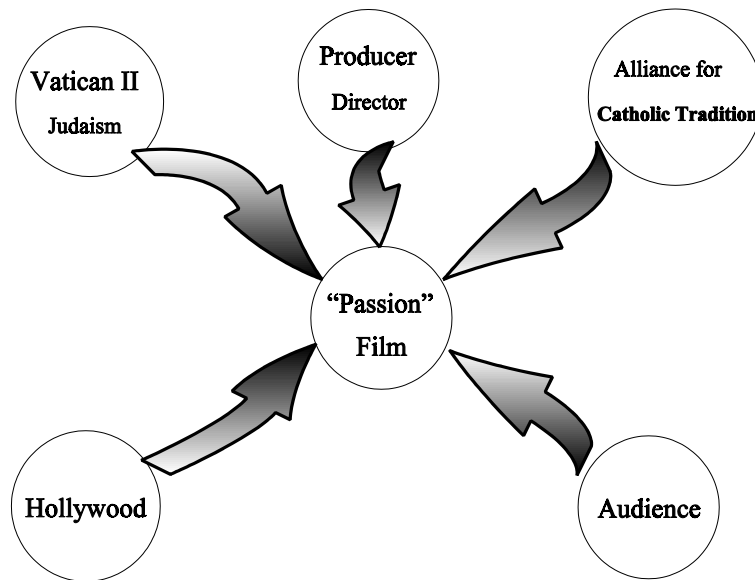 Vatican II
Judaism
Producer
Director
Alliance for
Catholic Tradition
“Passion”
Film
Hollywood
Audience